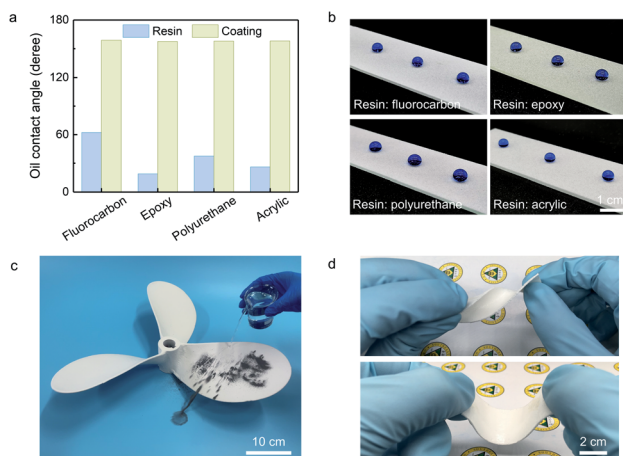 a
Resin
Coating
180
120
60
0
Oil contact angle (deree)
Fluorocarbon
Epoxy
Polyurethane
Acrylic
b
Resin: fluorocarbon
Resin: epoxy
Resin: polyurethane
Resin: acrylic
1 cm
c
10 cm
d
2 cm